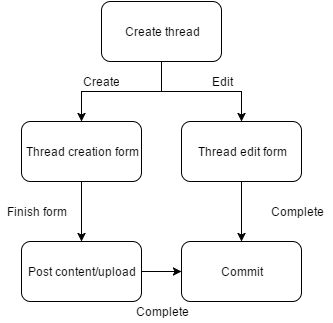 Create thread
Create
Edit
Thread creation form
Thread edit form
Finish form
Complete
Post content/upload
Commit
Complete